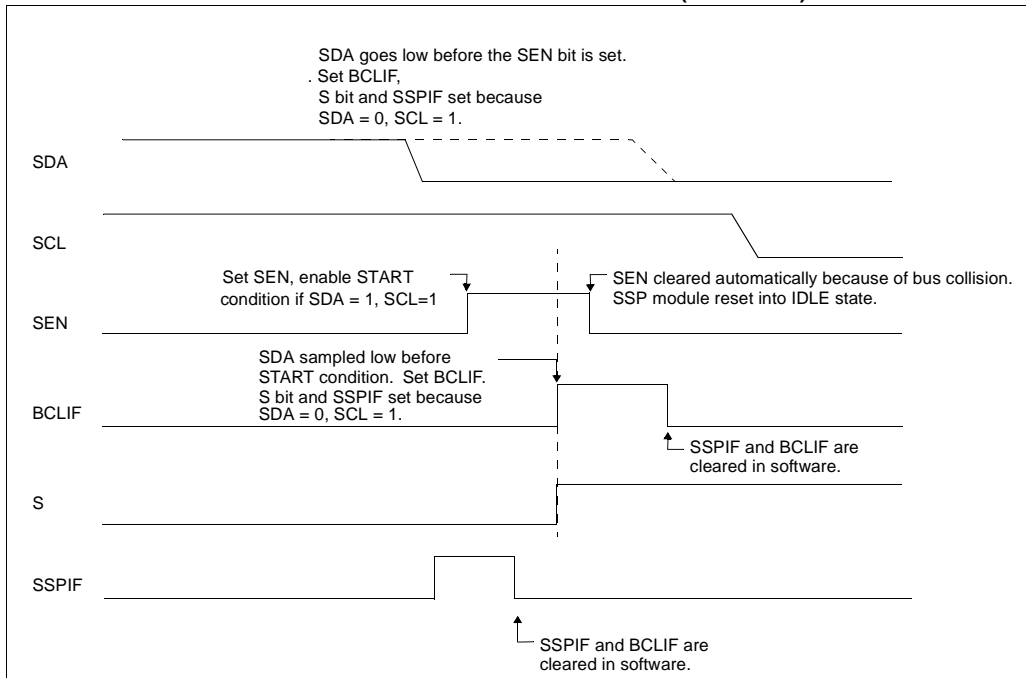 SDA goes low before the SEN bit is set.
. Set BCLIF,
S bit and SSPIF set because
SDA = 0, SCL = 1.
SDA
SCL
Set SEN, enable START
condition if SDA = 1, SCL=1
SEN cleared automatically because of bus collision.
SSP module reset into IDLE state.
SEN
SDA sampled low before
START condition. Set BCLIF.
S bit and SSPIF set because
SDA = 0, SCL = 1.
BCLIF
SSPIF and BCLIF are
cleared in software.
S
SSPIF
SSPIF and BCLIF are
cleared in software.